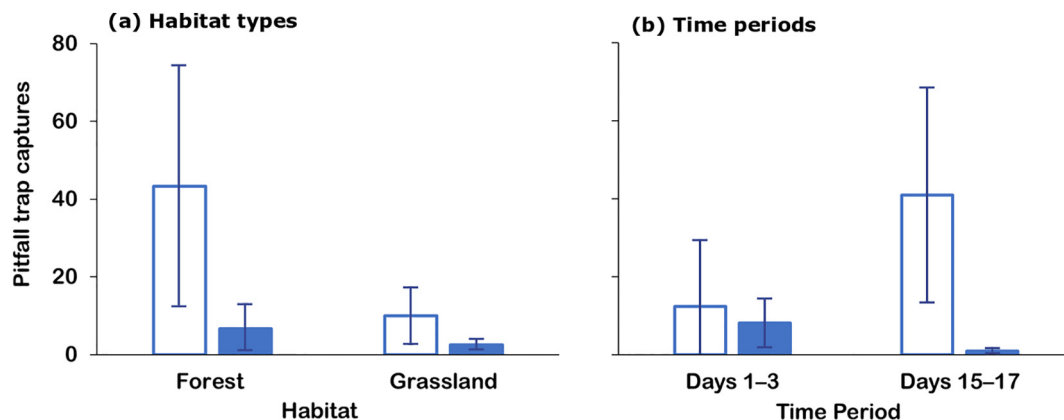 (a) Habitat types
80
60
40
20
0
Pitfall trap captures
Forest
Grassland
Habitat
(b) Time periods
Days 1–3
Days 15–17
Time Period